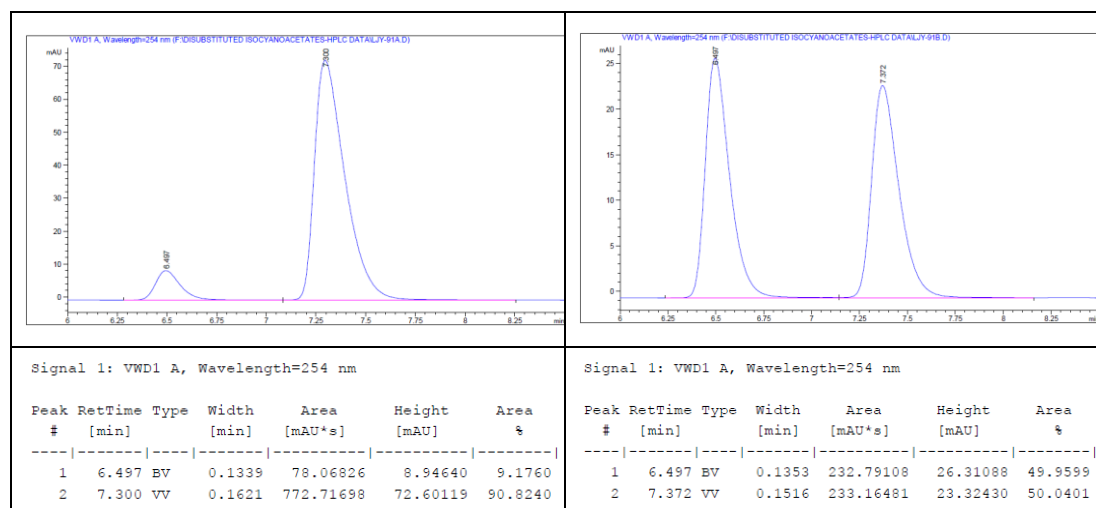 VWD1 A, Wavelength=254 nm (F:\DISUBSTITUTED ISOCYANOACETATES-HPLC DATA\LJY-91A.D)
mAU
70
60
50
40
30
20
10
0
6.497
7.300
6 6.25 6.5 6.75 7 7.25 7.5 7.75 8 8.25 min
VWD1 A, Wavelength=254 nm (F:\DISUBSTITUTED ISOCYANOACETATES-HPLC DATA\LJY-91B.D)
mAU
25
20
15
10
5
0
6.497
7.372
6 6.25 6.5 6.75 7 7.25 7.5 7.75 8 8.25 min
Signal 1: VWD1 A, Wavelength=254 nm
Peak RetTime Type Width Area Height Area
# [min] [min] [mAU*s] [mAU] %
----|-------|----|-------|----------|----------|--------|
1 6.497 BV 0.1339 78.06826 8.94640 9.1760
2 7.300 VV 0.1621 772.71698 72.60119 90.8240
Signal 1: VWD1 A, Wavelength=254 nm
Peak RetTime Type Width Area Height Area
# [min] [min] [mAU*s] [mAU] %
----|-------|----|-------|----------|----------|--------|
1 6.497 BV 0.1353 232.79108 26.31088 49.9599
2 7.372 VV 0.1516 233.16481 23.32430 50.0401